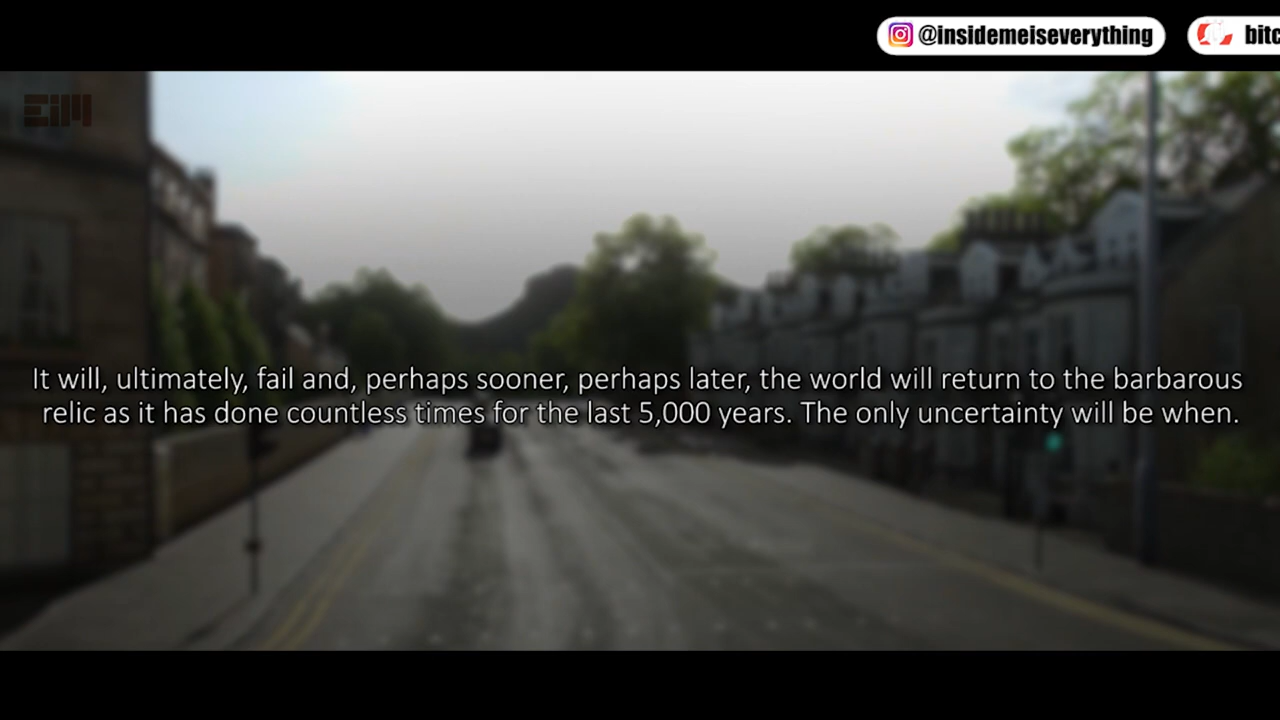 @insidemeiseverything bitc
EiM
It will, ultimately, fail and, perhaps sooner, perhaps later, the world will return to the barbarous
relic as it has done countless times for the last 5,000 years. The only uncertainty will be when.